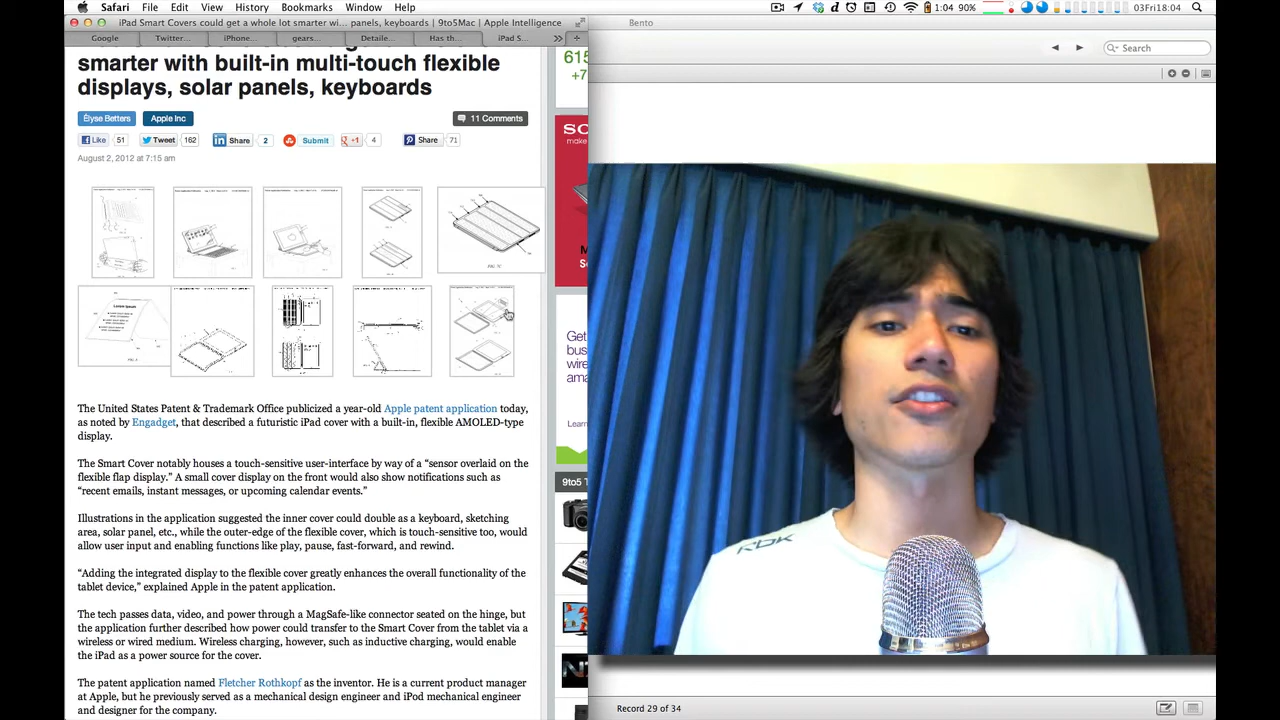 Safari File Edit View History Bookmarks Window Help
1:04 90% 03Fri18:04
iPad Smart Covers could get a whole lot smarter wi... panels, keyboards | 9to5Mac | Apple Intelligence
Bento
Google Twitter... iPhone... gears... Detaile... Has th... iPad S...
Search
smarter with built-in multi-touch flexible
displays, solar panels, keyboards
615
+7
Élyse Betters Apple Inc 11 Comments
Like 51 Tweet 162 Share 2 Submit +1 4 Share 71
August 2, 2012 at 7:15 am
SO
make
Lorem Ipsum
Get
bus
wire
ama
Learn
The United States Patent & Trademark Office publicized a year-old Apple patent application today,
as noted by Engadget, that described a futuristic iPad cover with a built-in, flexible AMOLED-type
display.
The Smart Cover notably houses a touch-sensitive user-interface by way of a “sensor overlaid on the
flexible flap display.” A small cover display on the front would also show notifications such as
“recent emails, instant messages, or upcoming calendar events.”
9to5 T
Illustrations in the application suggested the inner cover could double as a keyboard, sketching
area, solar panel, etc., while the outer-edge of the flexible cover, which is touch-sensitive too, would
allow user input and enabling functions like play, pause, fast-forward, and rewind.
“Adding the integrated display to the flexible cover greatly enhances the overall functionality of the
tablet device,” explained Apple in the patent application.
The tech passes data, video, and power through a MagSafe-like connector seated on the hinge, but
the application further described how power could transfer to the Smart Cover from the tablet via a
wireless or wired medium. Wireless charging, however, such as inductive charging, would enable
the iPad as a power source for the cover.
The patent application named Fletcher Rothkopf as the inventor. He is a current product manager
at Apple, but he previously served as a mechanical design engineer and iPod mechanical engineer
and designer for the company.
RBK
Record 29 of 34